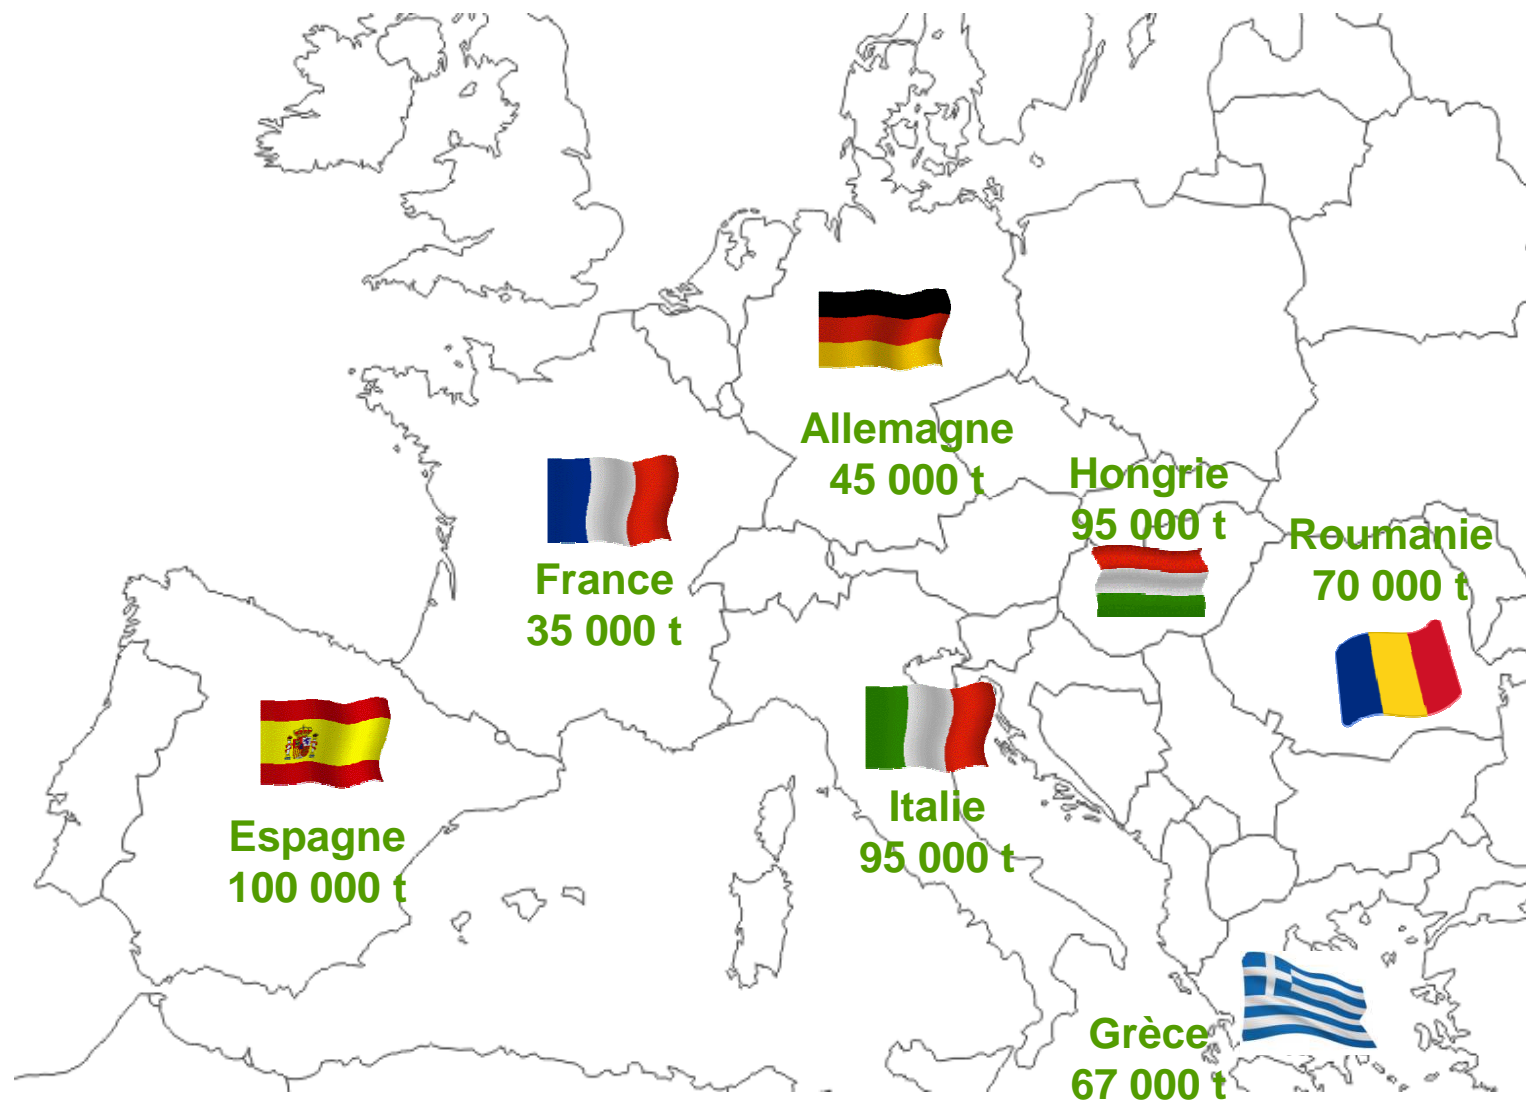 Allemagne
45 000 t
Hongrie
95 000 t
Roumanie
70 000 t
France
35 000 t
Espagne
100 000 t
Italie
95 000 t
Grèce
67 000 t